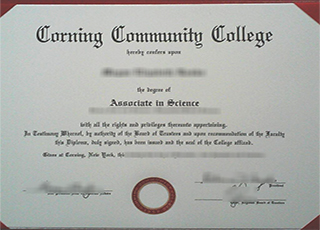 Corning Community College
hereby confers upon
the degree of
Associate in Science
with all the rights and privileges thereunto appertaining.
In Testimony Whereof, by authority of the Board of Trustees and upon recommendation of the Faculty
this Diploma, duly signed, has been issued and the seal of the College affixed.
Given at Corning, New York, the
President